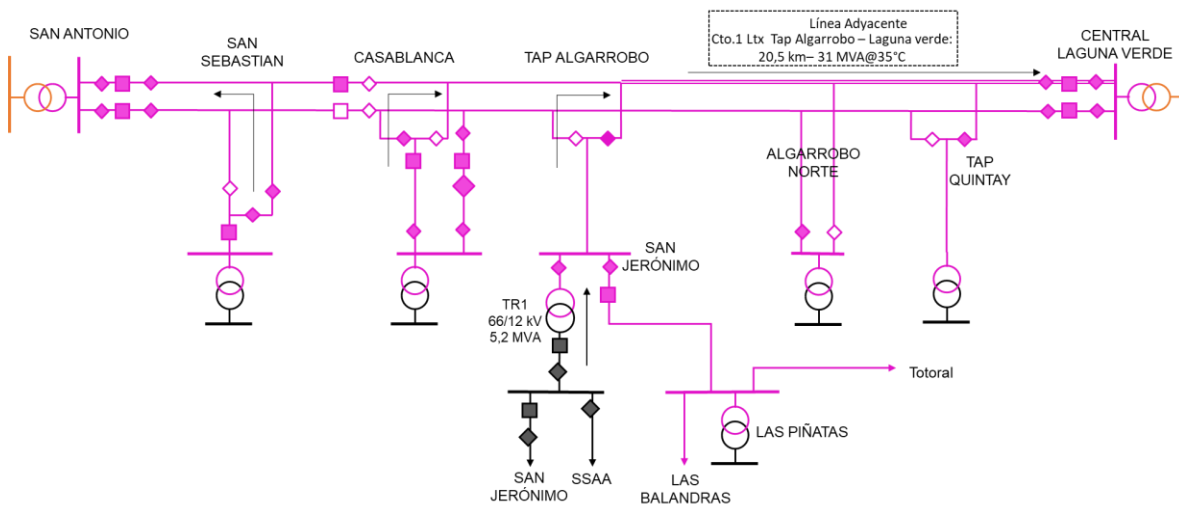 Línea Adyacente
Cto.1 Ltx Tap Algarrobo – Laguna verde:
20,5 km– 31 MVA@35°C
SAN ANTONIO
SAN
SEBASTIAN
CASABLANCA
TAP ALGARROBO
CENTRAL
LAGUNA VERDE
ALGARROBO
NORTE
TAP
QUINTAY
SAN
JERÓNIMO
TR1
66/12 kV
5,2 MVA
Totoral
LAS PIÑATAS
SAN
JERÓNIMO
SSAA
LAS
BALANDRAS